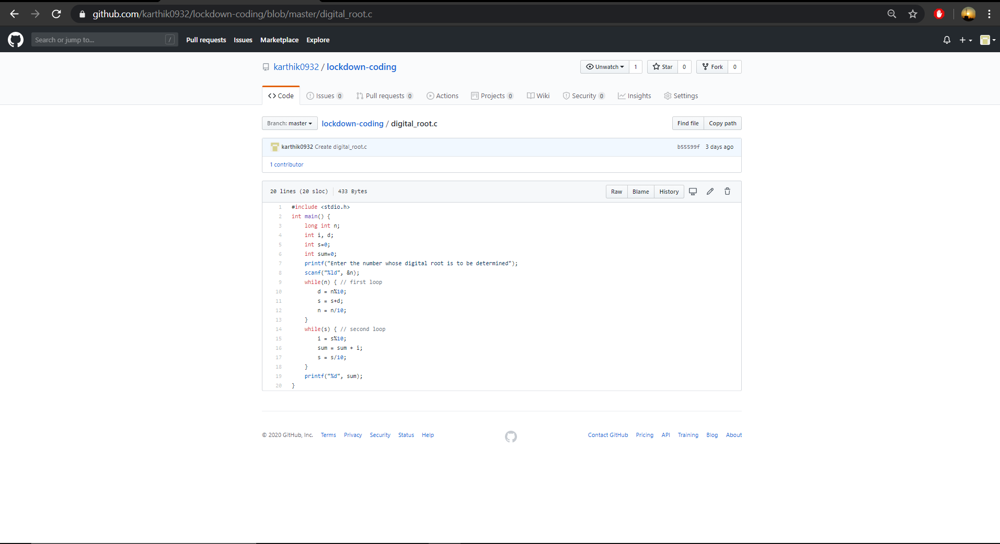 github.com/karthik0932/lockdown-coding/blob/master/digital_root.c
Search or jump to... / Pull requests Issues Marketplace Explore
karthik0932 / lockdown-coding Unwatch 1 Star 0 Fork 0
Code Issues 0 Pull requests 0 Actions Projects 0 Wiki Security 0 Insights Settings
Branch: master lockdown-coding / digital_root.c Find file Copy path
karthik0932 Create digital_root.c b55599f 3 days ago
1 contributor
20 lines (20 sloc) 433 Bytes Raw Blame History
1 #include <stdio.h>
2 int main() {
3 long int n;
4 int i, d;
5 int s=0;
6 int sum=0;
7 printf("Enter the number whose digital root is to be determined");
8 scanf("%ld", &n);
9 while(n) { // first loop
10 d = n%10;
11 s = s+d;
12 n = n/10;
13 }
14 while(s) { // second loop
15 i = s%10;
16 sum = sum + i;
17 s = s/10;
18 }
19 printf("%d", sum);
20 }
© 2020 GitHub, Inc. Terms Privacy Security Status Help Contact GitHub Pricing API Training Blog About